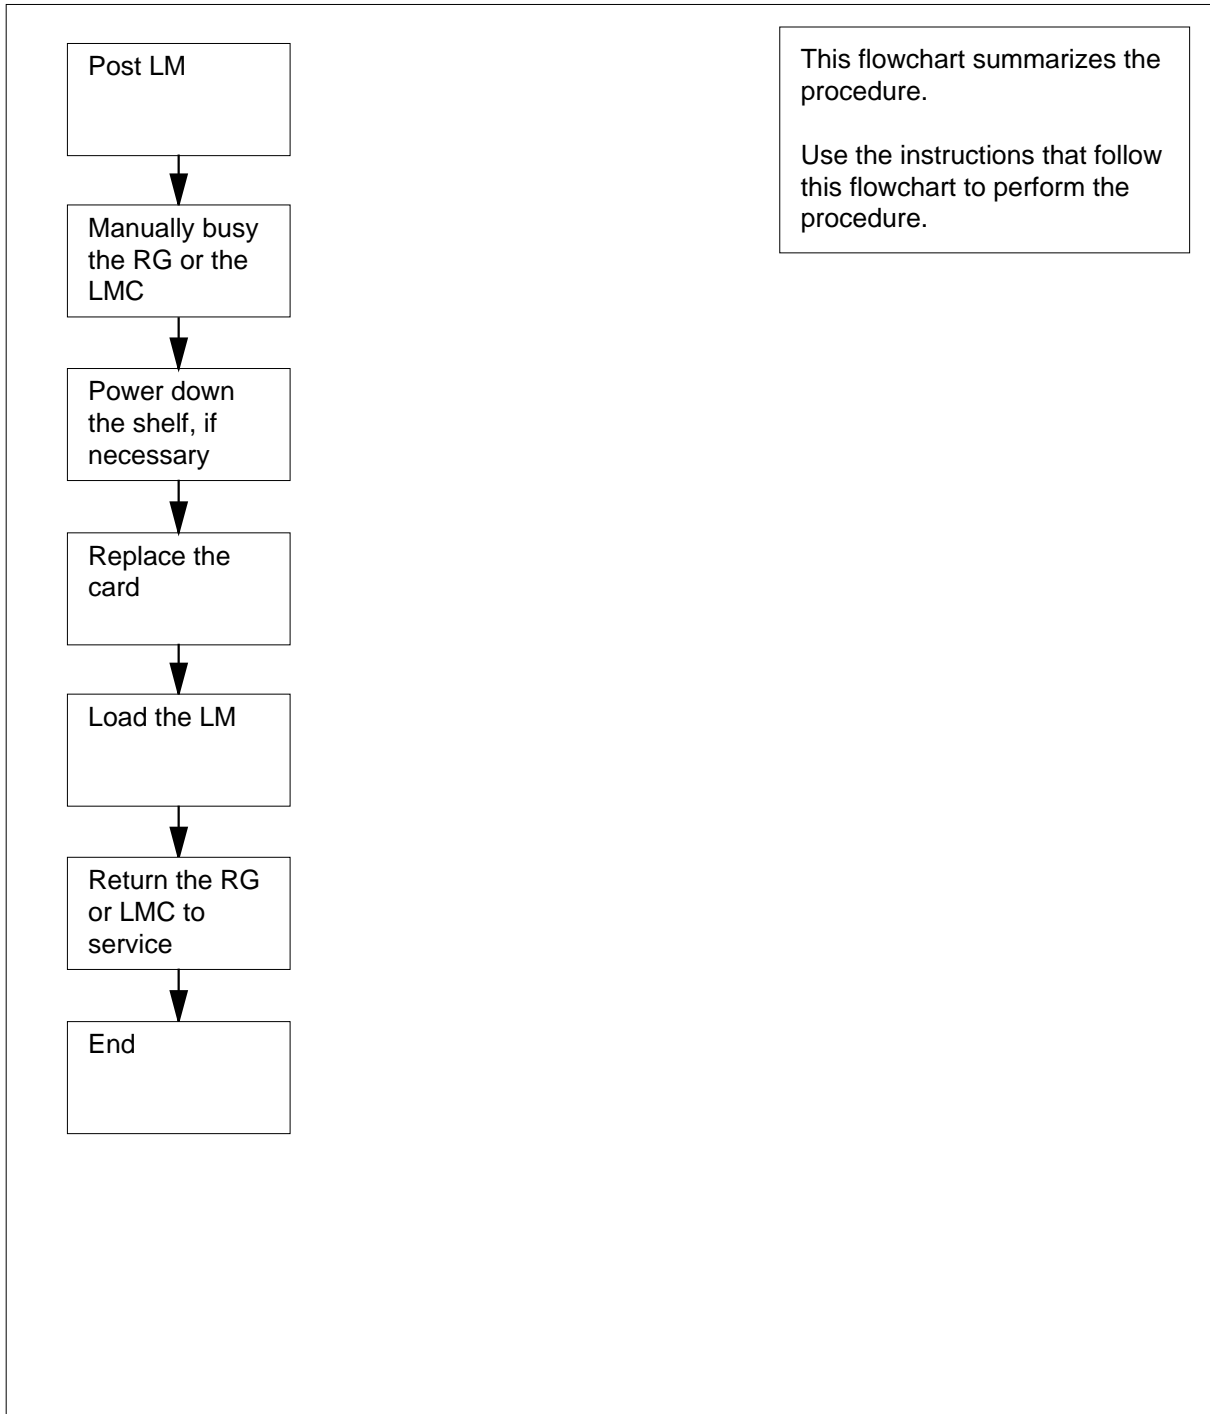 Post LM
Manually busy
the RG or the
LMC
Power down
the shelf, if
necessary
Replace the
card
Load the LM
Return the RG
or LMC to
service
End
This flowchart summarizes the
procedure.
Use the instructions that follow
this flowchart to perform the
procedure.